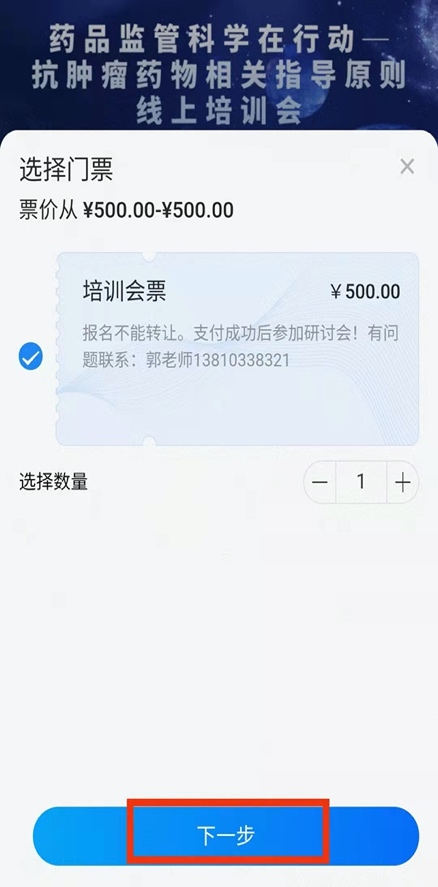 药品监管科学在行动—
抗肿瘤药物相关指导原则
线上培训会
选择门票
票价从 ¥500.00-¥500.00
培训会票 ￥500.00
报名不能转让。支付成功后参加研讨会！有问
题联系：郭老师13810338321
选择数量 1
下一步